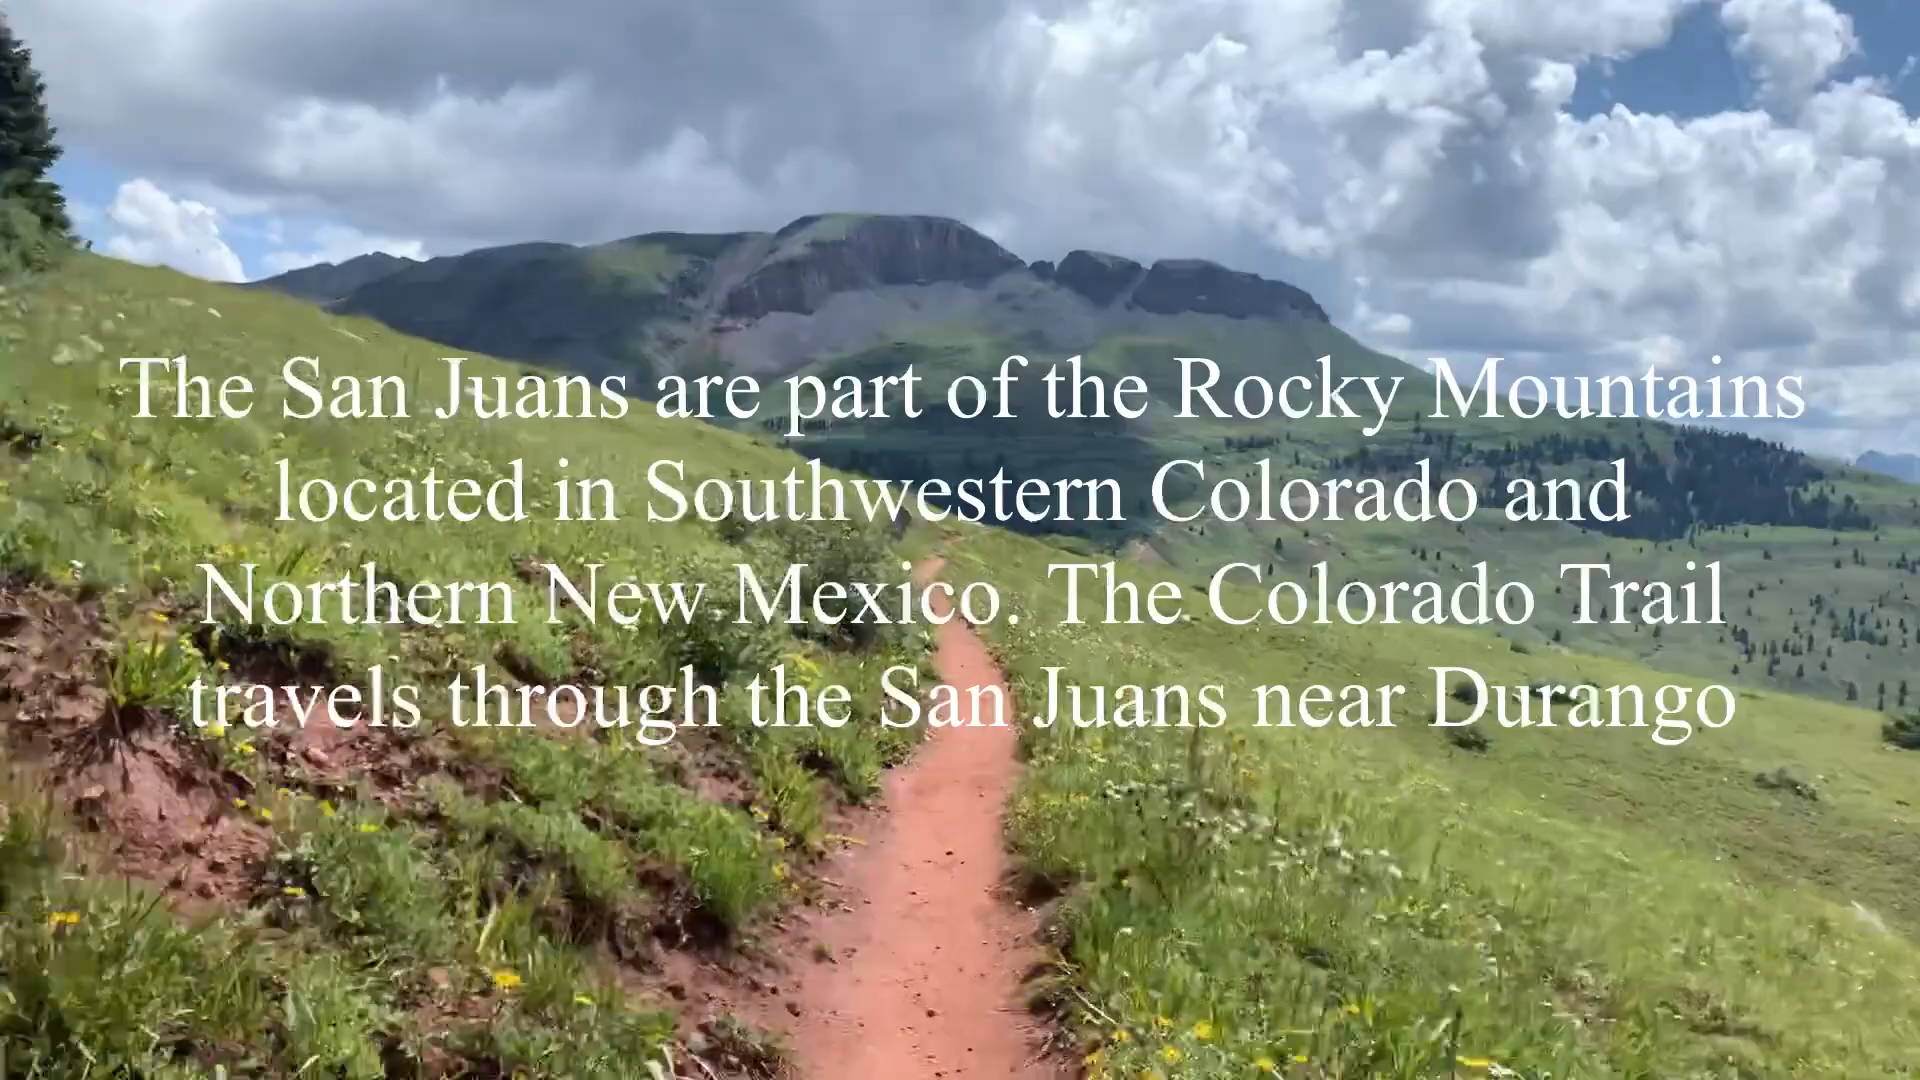 The San Juans are part of the Rocky Mountains
located in Southwestern Colorado and
Northern New Mexico. The Colorado Trail
travels through the San Juans near Durango